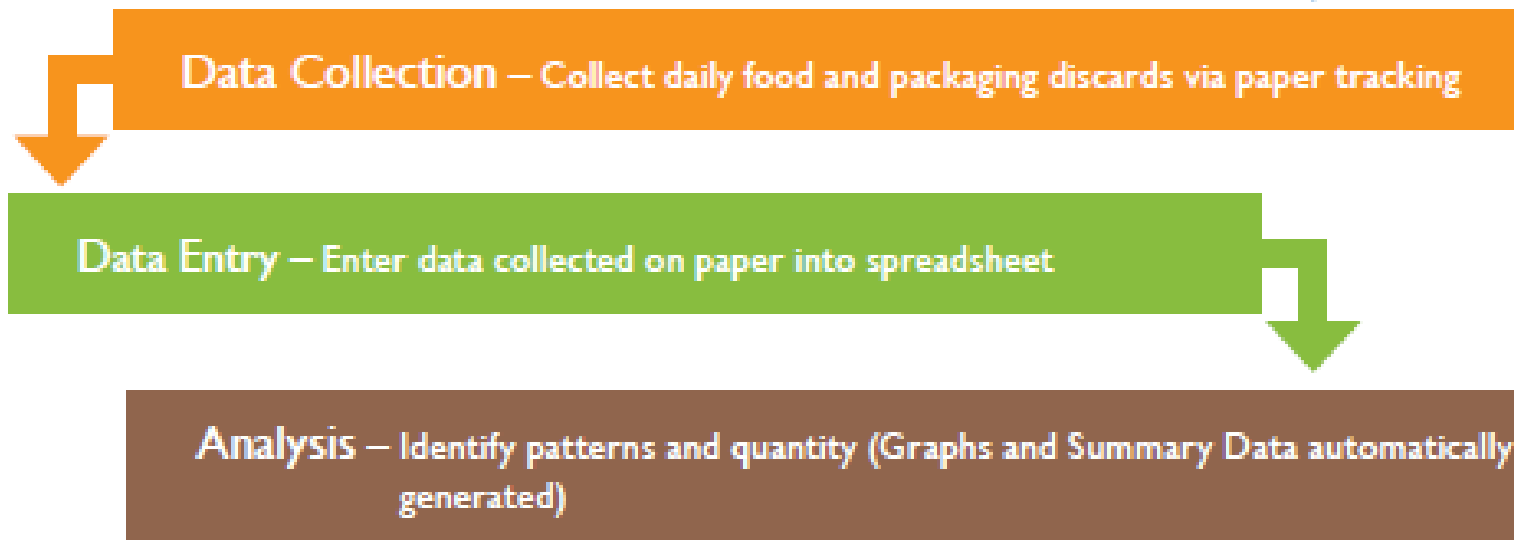 Data Collection – Collect daily food and packaging discards via paper tracking
Data Entry – Enter data collected on paper into spreadsheet
Analysis – Identify patterns and quantity (Graphs and Summary Data automatically
generated)